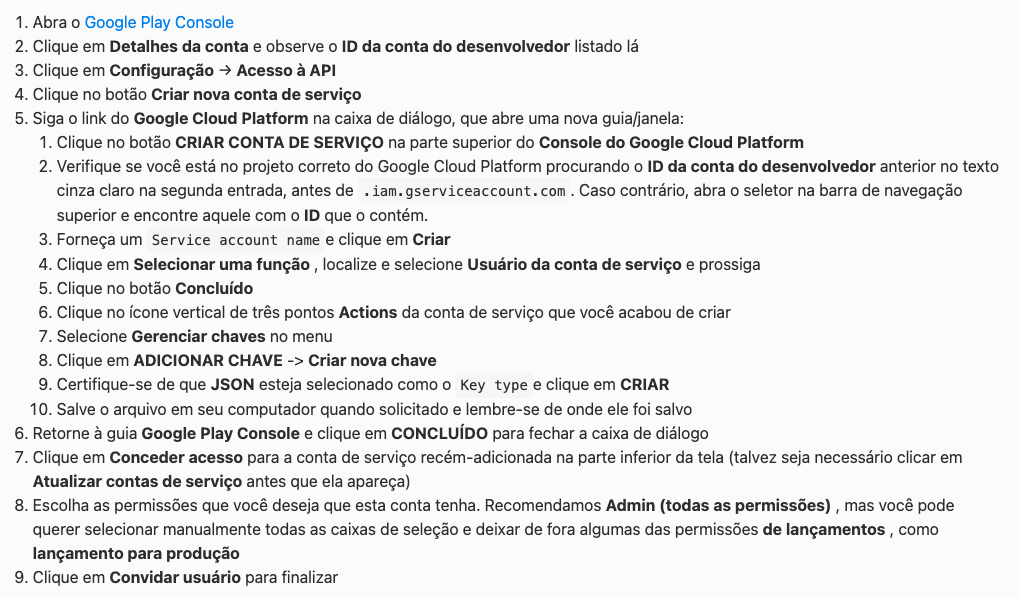 1. Abra o Google Play Console
2. Clique em Detalhes da conta e observe o ID da conta do desenvolvedor listado lá
3. Clique em Configuração → Acesso à API
4. Clique no botão Criar nova conta de serviço
5. Siga o link do Google Cloud Platform na caixa de diálogo, que abre uma nova guia/janela:
1. Clique no botão CRIAR CONTA DE SERVIÇO na parte superior do Console do Google Cloud Platform
2. Verifique se você está no projeto correto do Google Cloud Platform procurando o ID da conta do desenvolvedor anterior no texto
cinza claro na segunda entrada, antes de .iam.gserviceaccount.com. Caso contrário, abra o seletor na barra de navegação
superior e encontre aquele com o ID que o contém.
3. Forneça um Service account name e clique em Criar
4. Clique em Selecionar uma função , localize e selecione Usuário da conta de serviço e prossiga
5. Clique no botão Concluído
6. Clique no ícone vertical de três pontos Actions da conta de serviço que você acabou de criar
7. Selecione Gerenciar chaves no menu
8. Clique em ADICIONAR CHAVE -> Criar nova chave
9. Certifique-se de que JSON esteja selecionado como o Key type e clique em CRIAR
10. Salve o arquivo em seu computador quando solicitado e lembre-se de onde ele foi salvo
6. Retorne à guia Google Play Console e clique em CONCLUÍDO para fechar a caixa de diálogo
7. Clique em Conceder acesso para a conta de serviço recém-adicionada na parte inferior da tela (talvez seja necessário clicar em
Atualizar contas de serviço antes que ela apareça)
8. Escolha as permissões que você deseja que esta conta tenha. Recomendamos Admin (todas as permissões) , mas você pode
querer selecionar manualmente todas as caixas de seleção e deixar de fora algumas das permissões de lançamentos , como
lançamento para produção
9. Clique em Convidar usuário para finalizar